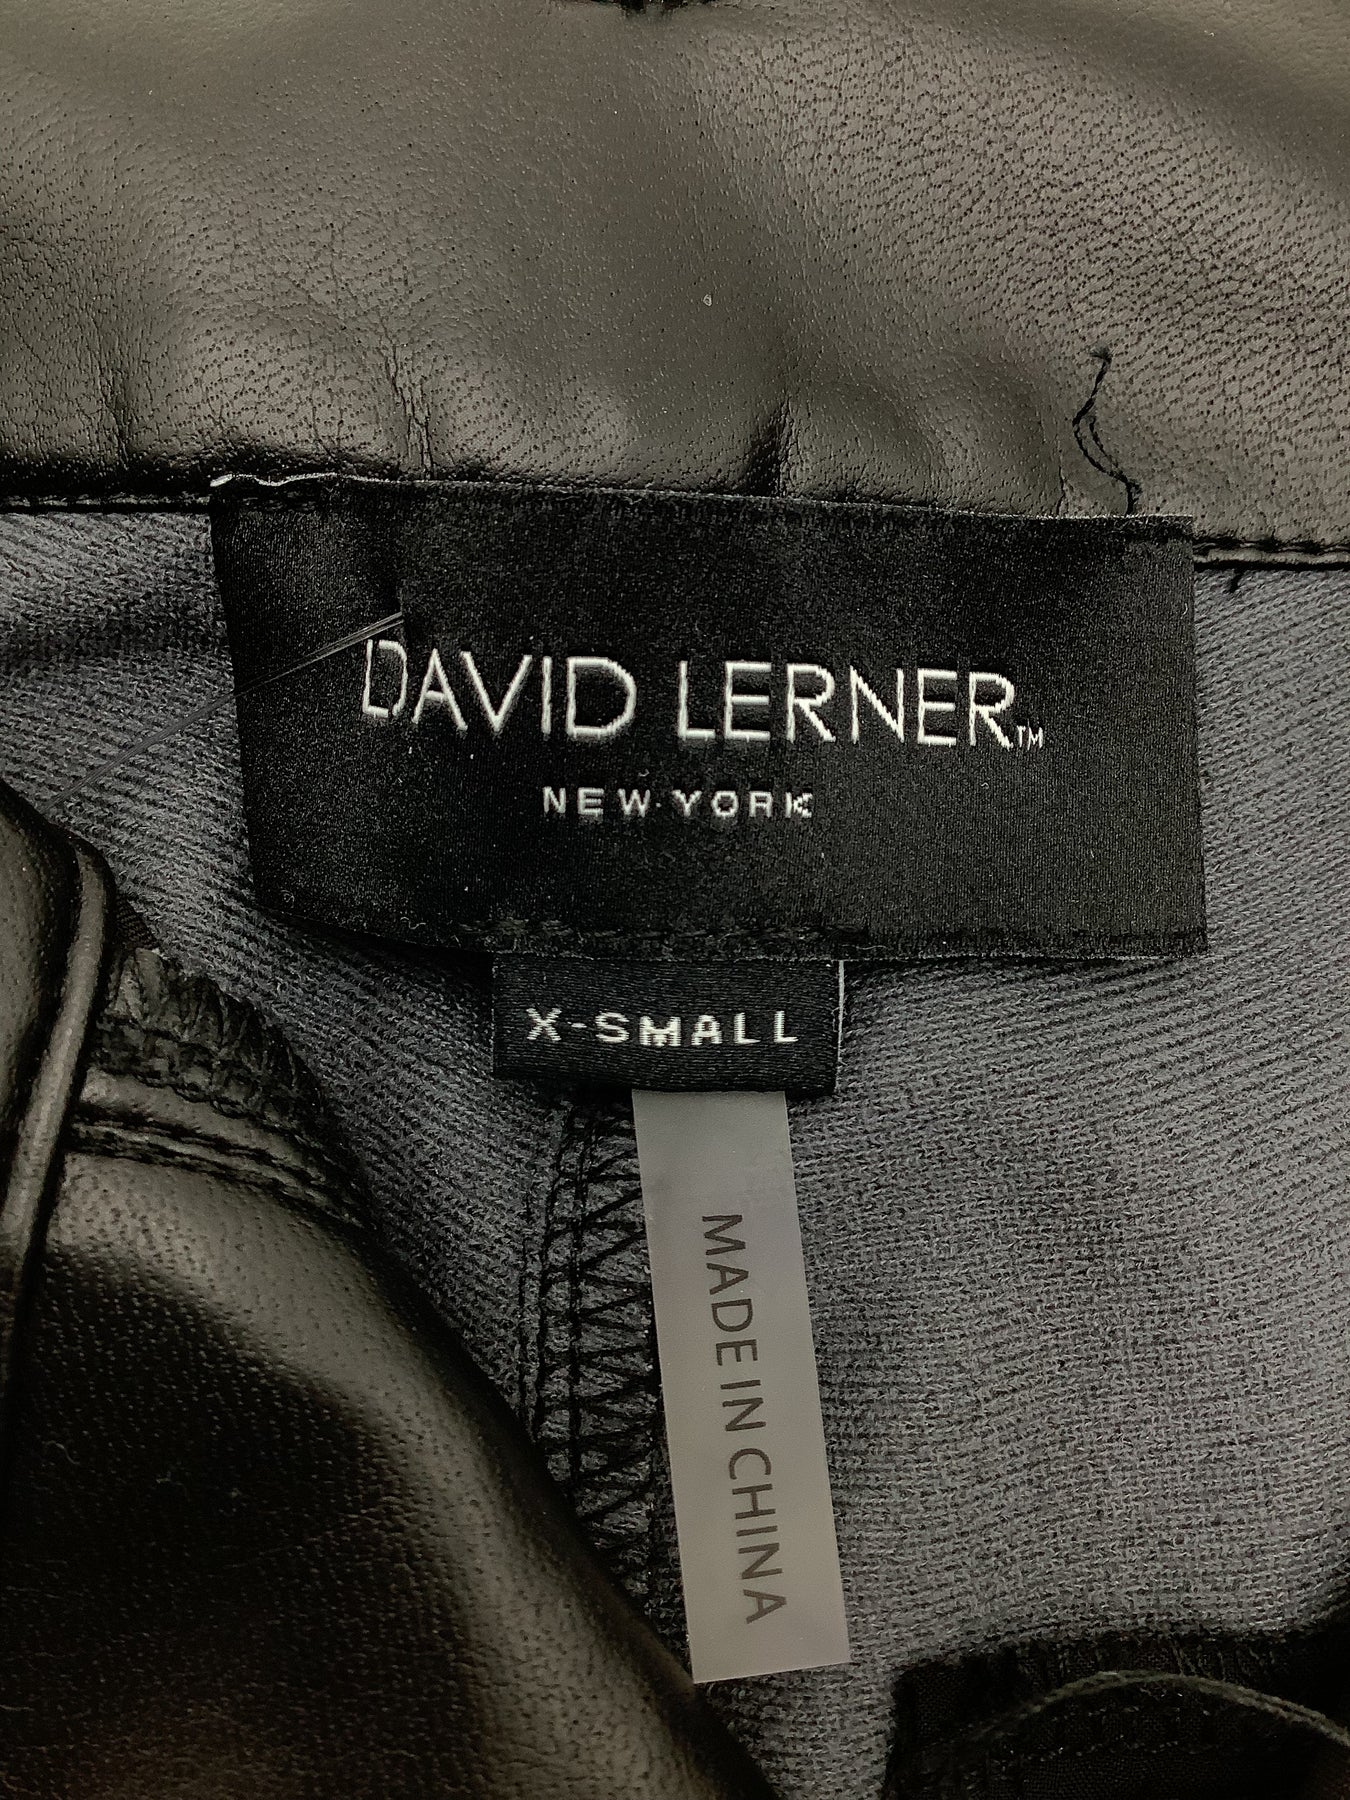 DAVID LERNER™
NEW YORK
X-SMALL
MADE IN CHINA